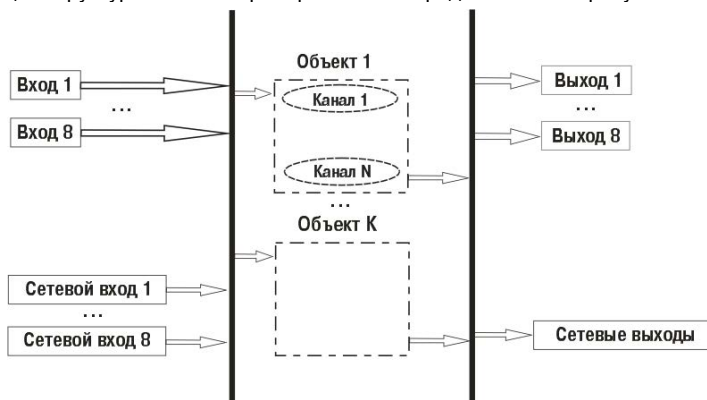 Объект 1
Вход 1
Канал 1
Выход 1
...
...
Вход 8
Выход 8
Канал N
...
Объект К
Сетевой вход 1
...
Сетевой вход 8
Сетевые выходы